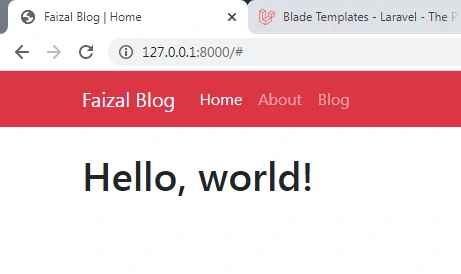 Faizal Blog | Home
Blade Templates - Laravel - The
127.0.0.1:8000/#
Faizal Blog Home About Blog
Hello, world!